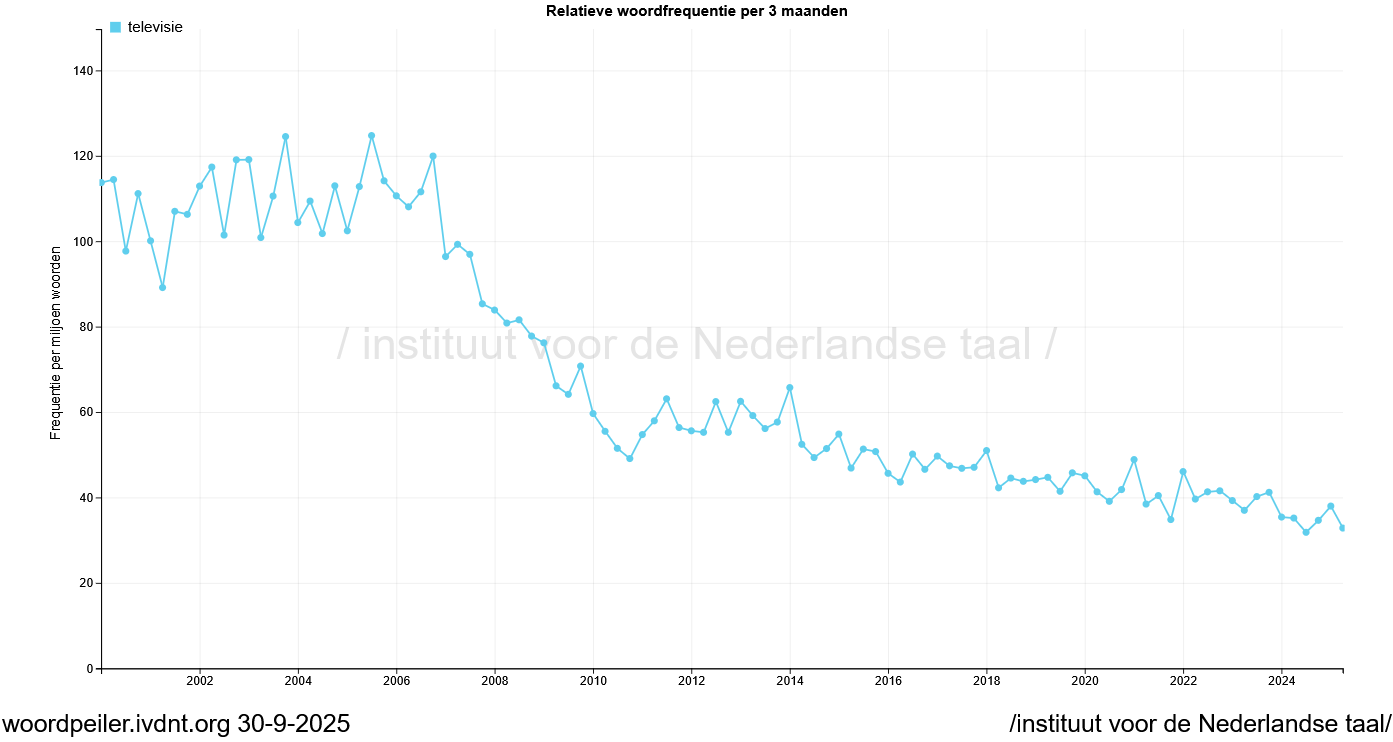 Relatieve woordfrequentie per 3 maanden
televisie
140
120
100
80
60
40
20
0
Frequentie per miljoen woorden
/ instituut voor de Nederlandse taal /
2002 2004 2006 2008 2010 2012 2014 2016 2018 2020 2022 2024
woordpeiler.ivdnt.org 30-9-2025
/instituut voor de Nederlandse taal/